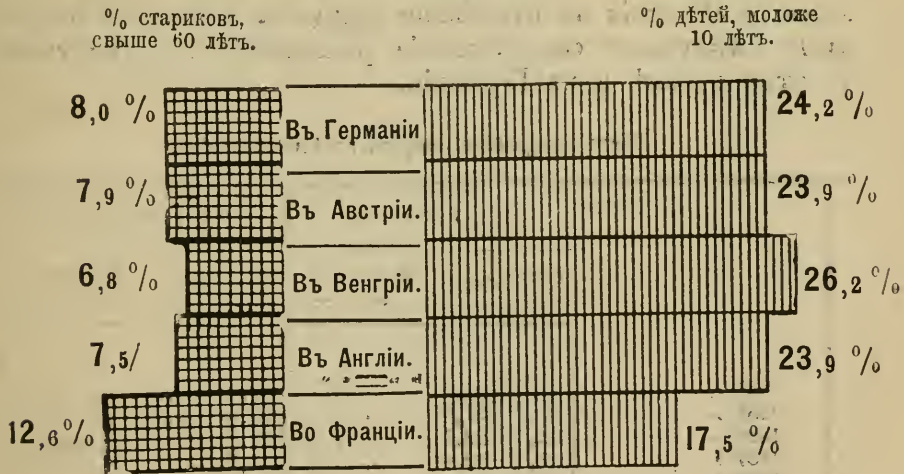 % стариковъ,
свыше 60 лѣтъ.
% дѣтей, моложе
10 лѣтъ.
8,0 % Въ Германіи 24,2 %
7,9 % Въ Австріи. 23,9 %
6,8 % Въ Венгріи. 26,2 %
7,5/ Въ Англіи. 23,9 %
12,6% Во Франціи. 17,5 %